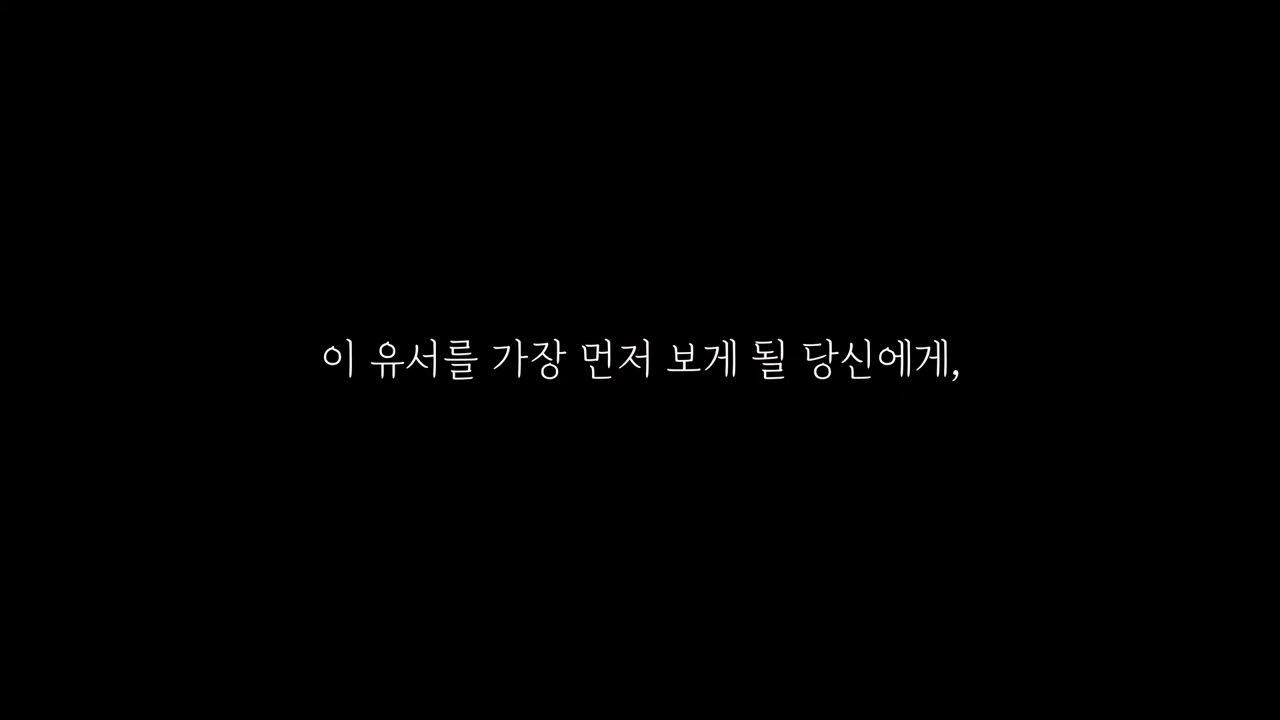 이 유서를 가장 먼저 보게 될 당신에게,